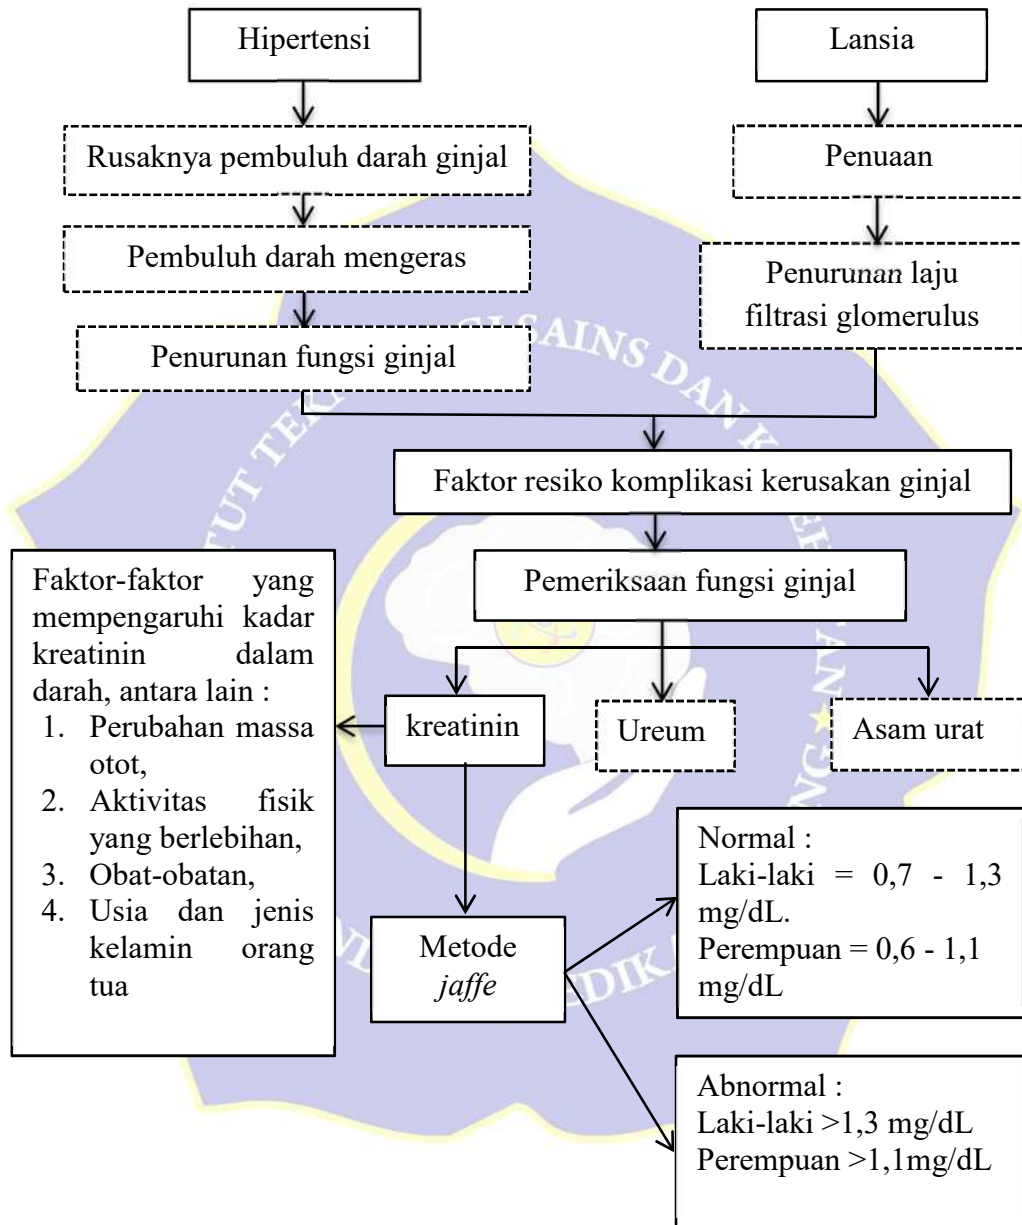 Hipertensi
Lansia
Rusaknya pembuluh darah ginjal
Penuaan
Pembuluh darah mengeras
Penurunan laju
filtrasi glomerulus
Penurunan fungsi ginjal
Faktor resiko komplikasi kerusakan ginjal
Pemeriksaan fungsi ginjal
Faktor-faktor yang
mempengaruhi kadar
kreatinin dalam
darah, antara lain :
1. Perubahan massa
otot,
2. Aktivitas fisik
yang berlebihan,
3. Obat-obatan,
4. Usia dan jenis
kelamin orang
tua
kreatinin
Ureum
Asam urat
Metode
jaffe
Normal :
Laki-laki = 0,7 - 1,3
mg/dL.
Perempuan = 0,6 - 1,1
mg/dL
Abnormal :
Laki-laki >1,3 mg/dL
Perempuan >1,1mg/dL
SAINS DAN